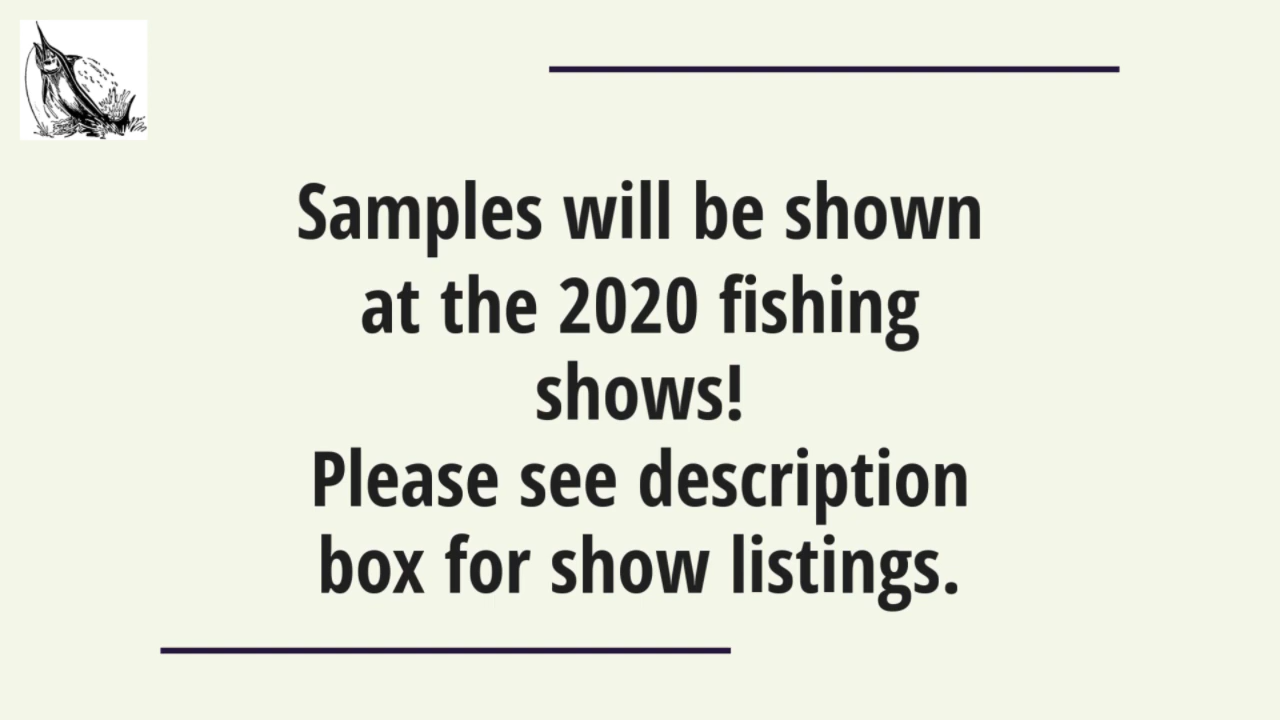 Samples will be shown
at the 2020 fishing
shows!
Please see description
box for show listings.